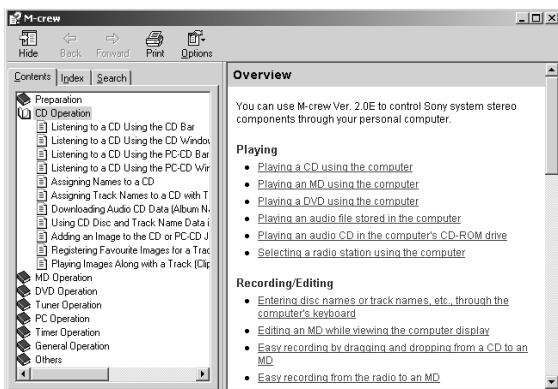 M-crew
Hide Back Forward Print Options
Contents Index Search
Preparation
CD Operation
Listening to a CD Using the CD Bar
Listening to a CD Using the CD Window
Listening to a CD Using the PC-CD Bar
Listening to a CD Using the PC-CD Wir
Assigning Names to a CD
Assigning Track Names to a CD with T
Downloading Audio CD Data (Album Na
Using CD Disc and Track Name Data i
Adding an Image to the CD or PC-CD J
Registering Favourite Images for a Trac
Playing Images Along with a Track (Clip
MD Operation
DVD Operation
Tuner Operation
PC Operation
Timer Operation
General Operation
Others
Overview
You can use M-crew Ver. 2.0E to control Sony system stereo
components through your personal computer.
Playing
Playing a CD using the computer
Playing an MD using the computer
Playing a DVD using the computer
Playing an audio file stored in the computer
Playing an audio CD in the computer's CD-ROM drive
Selecting a radio station using the computer
Recording/Editing
Entering disc names or track names, etc., through the
computer's keyboard
Editing an MD while viewing the computer display
Easy recording by dragging and dropping from a CD to an
MD
Easy recording from the radio to an MD